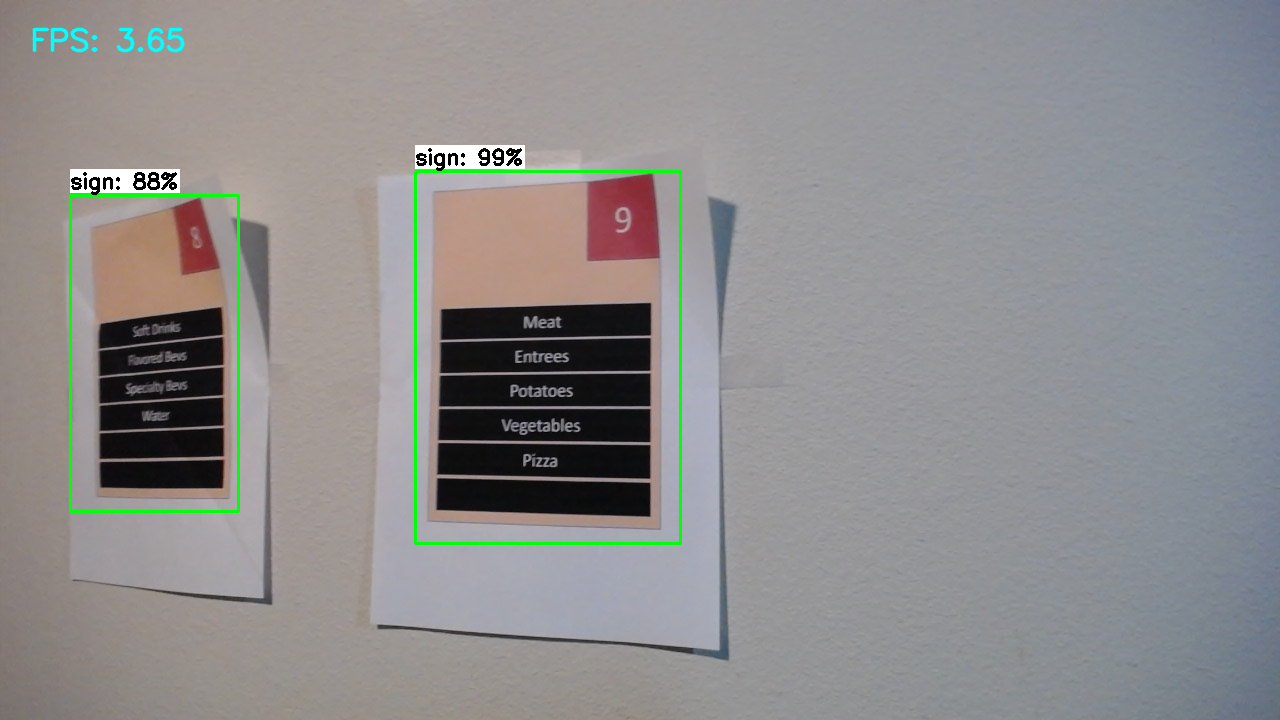 FPS: 3.65
sign: 88%
8
Soft Drinks
Flavored Bevs
Specialty Bevs
Water
sign: 99%
9
Meat
Entrees
Potatoes
Vegetables
Pizza